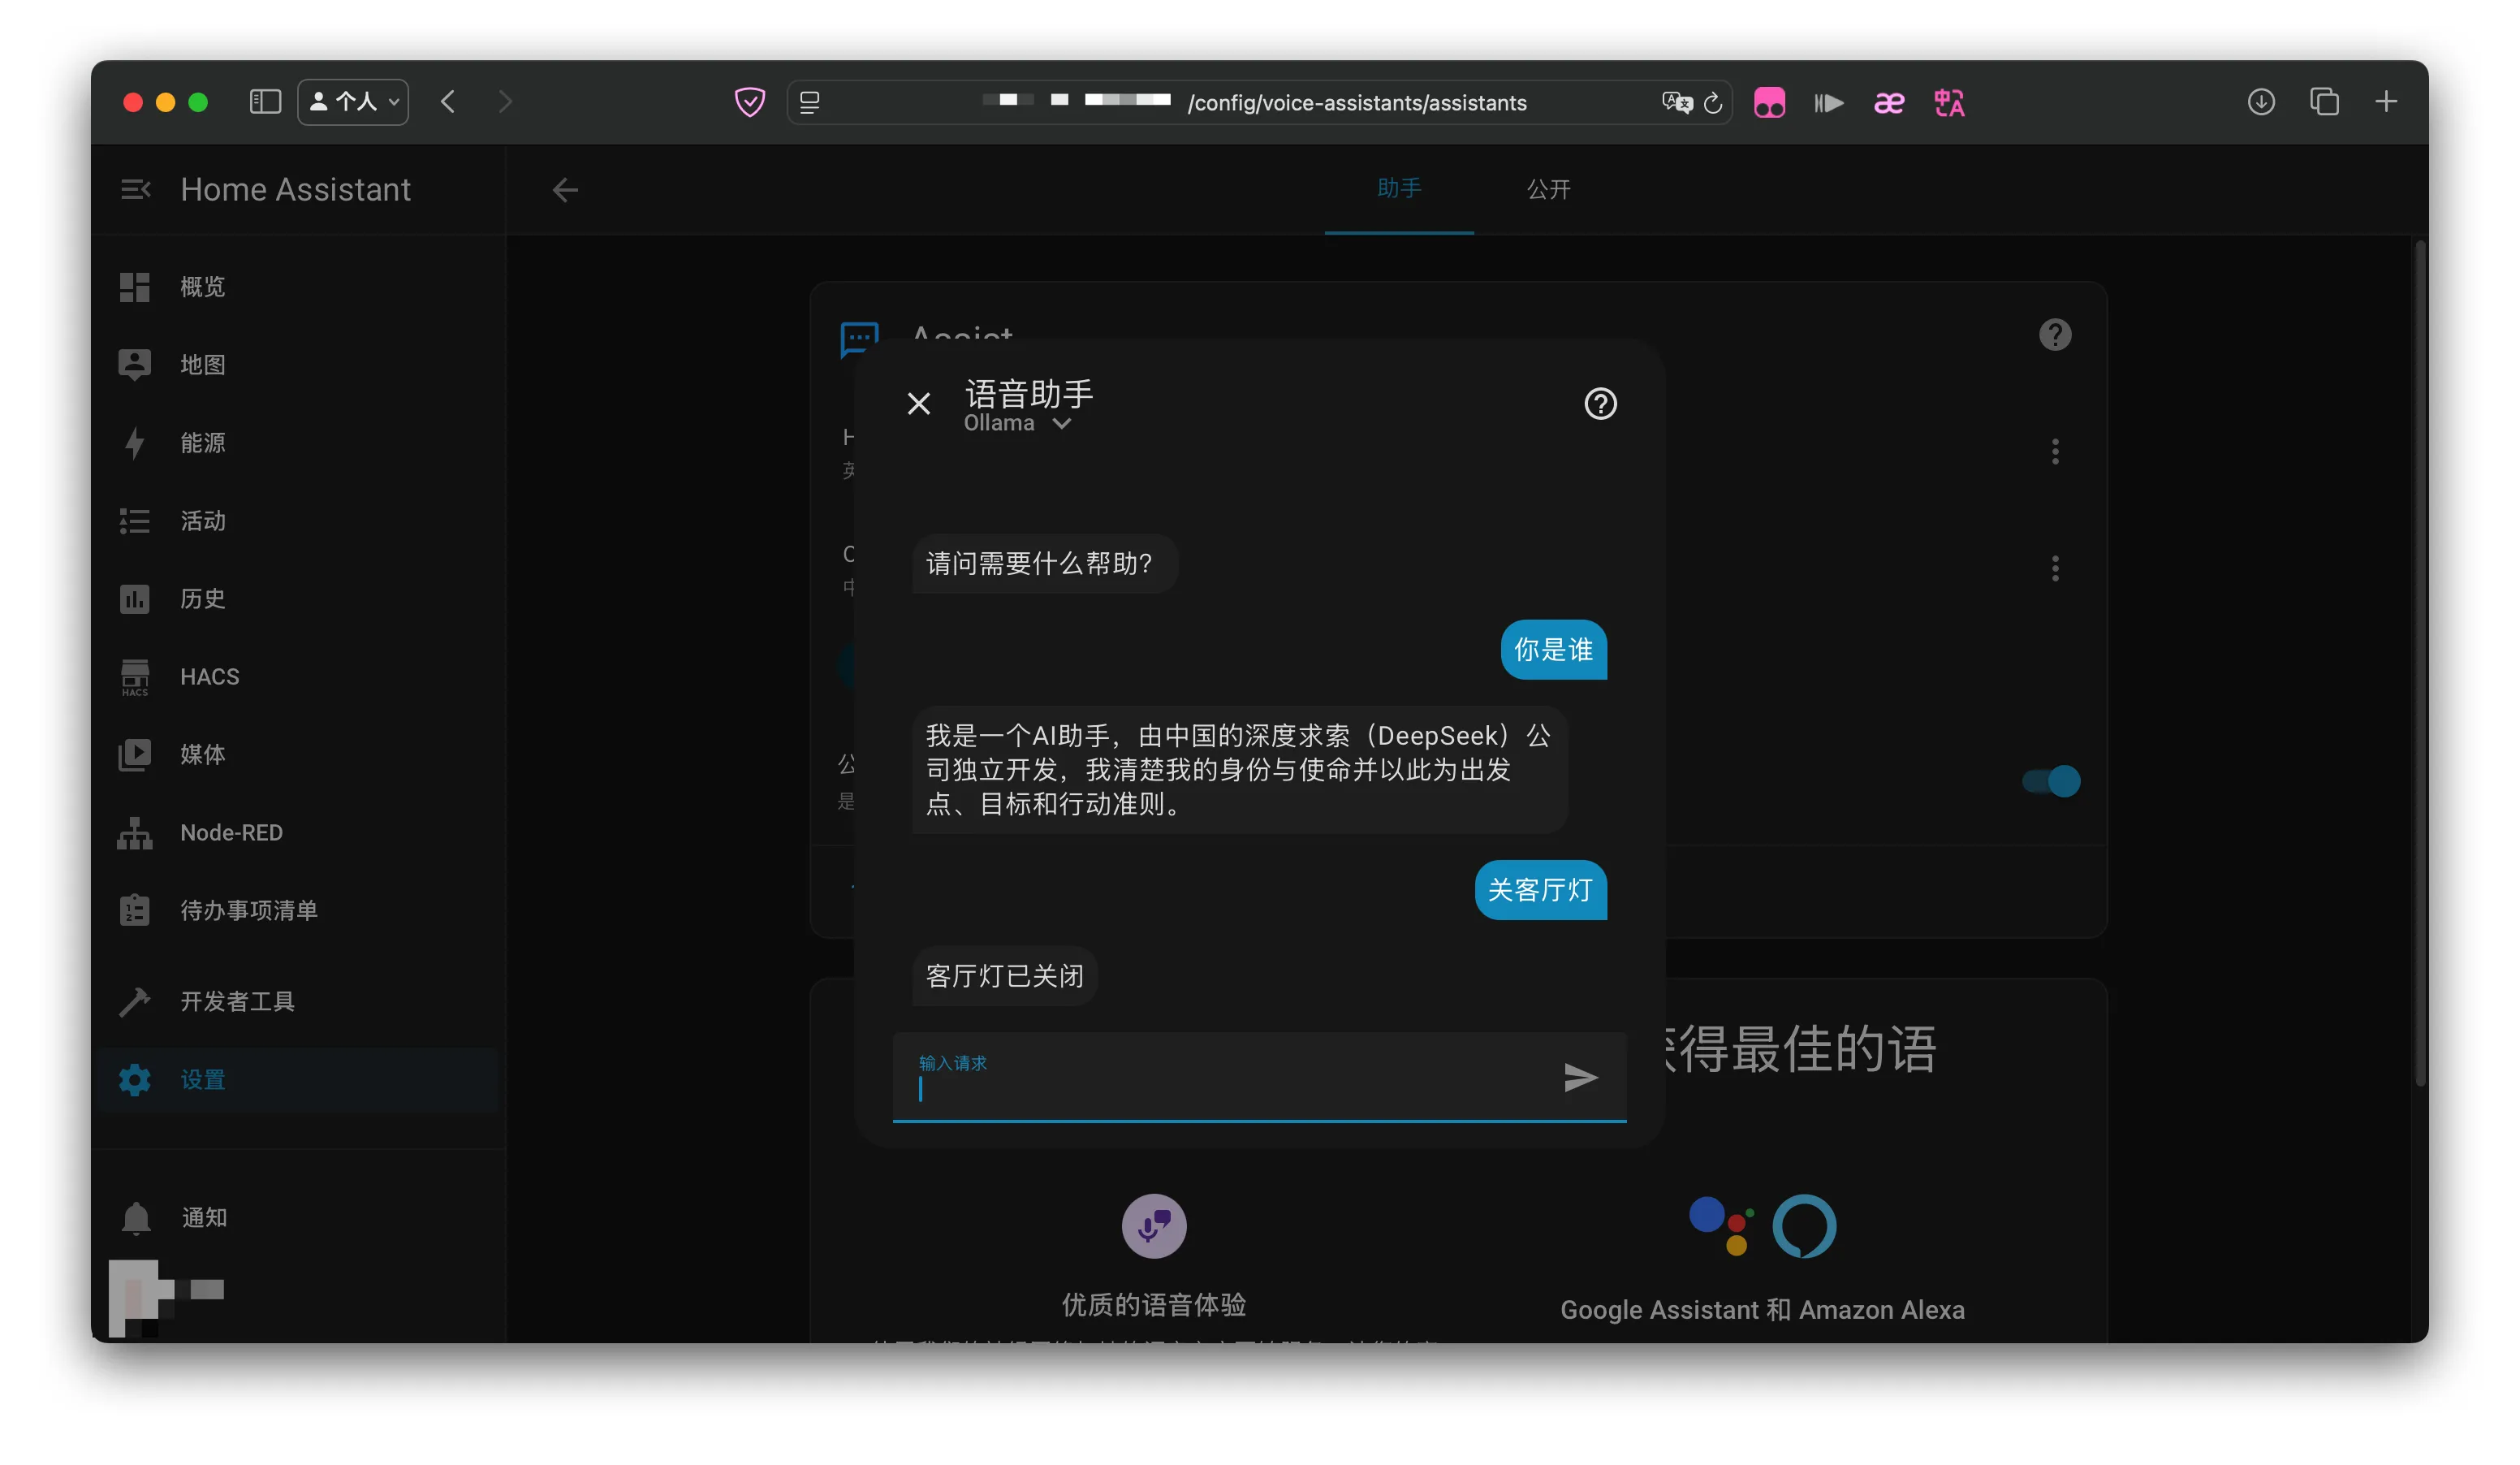 个人
/config/voice-assistants/assistants
Home Assistant
助手
公开
概览
地图
能源
活动
历史
HACS
HACS
媒体
Node-RED
待办事项清单
开发者工具
设置
通知
Assist
语音助手
Ollama
请问需要什么帮助？
你是谁
我是一个AI助手，由中国的深度求索（DeepSeek）公
司独立开发，我清楚我的身份与使命并以此为出发
点、目标和行动准则。
关客厅灯
客厅灯已关闭
输入请求
得最佳的语
优质的语音体验
Google Assistant 和 Amazon Alexa